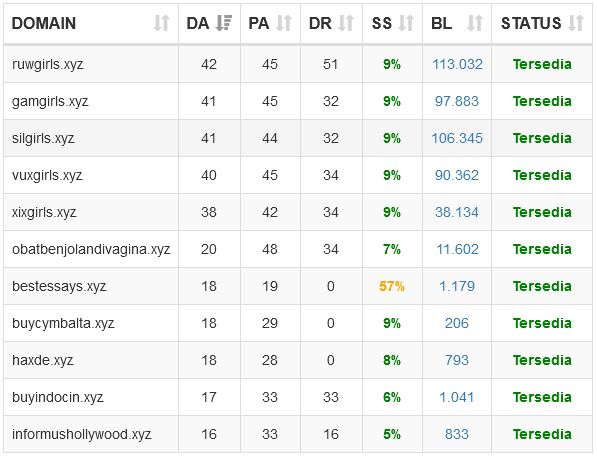 DOMAIN DA PA DR SS BL STATUS
ruwgirls.xyz 42 45 51 9% 113.032 Tersedia
gamgirls.xyz 41 45 32 9% 97.883 Tersedia
silgirls.xyz 41 44 32 9% 106.345 Tersedia
vuxgirls.xyz 40 45 34 9% 90.362 Tersedia
xixgirls.xyz 38 42 34 9% 38.134 Tersedia
obatbenjolandivagina.xyz 20 48 34 7% 11.602 Tersedia
bestessays.xyz 18 19 0 57% 1.179 Tersedia
buycymbalta.xyz 18 29 0 9% 206 Tersedia
haxde.xyz 18 28 0 8% 793 Tersedia
buyindocin.xyz 17 33 33 6% 1.041 Tersedia
informushollywood.xyz 16 33 16 5% 833 Tersedia